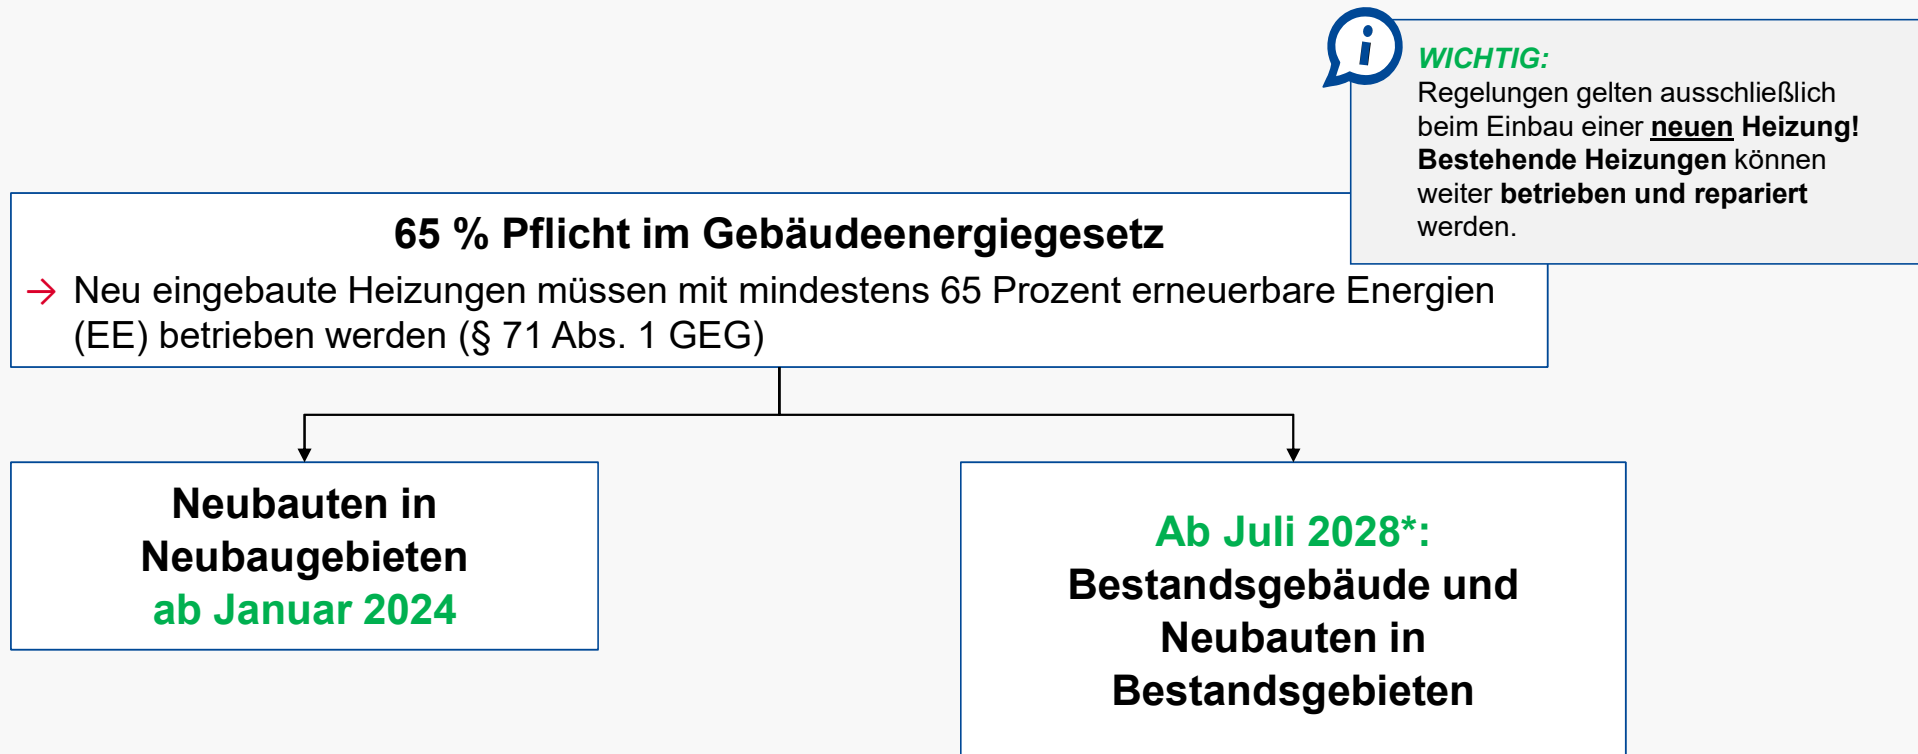 i
WICHTIG:
Regelungen gelten ausschließlich
beim Einbau einer neuen Heizung!
Bestehende Heizungen können
weiter betrieben und repariert
werden.
65 % Pflicht im Gebäudeenergiegesetz
→ Neu eingebaute Heizungen müssen mit mindestens 65 Prozent erneuerbare Energien
(EE) betrieben werden (§ 71 Abs. 1 GEG)
Neubauten in
Neubaugebieten
ab Januar 2024
Ab Juli 2028*:
Bestandsgebäude und
Neubauten in
Bestandsgebieten